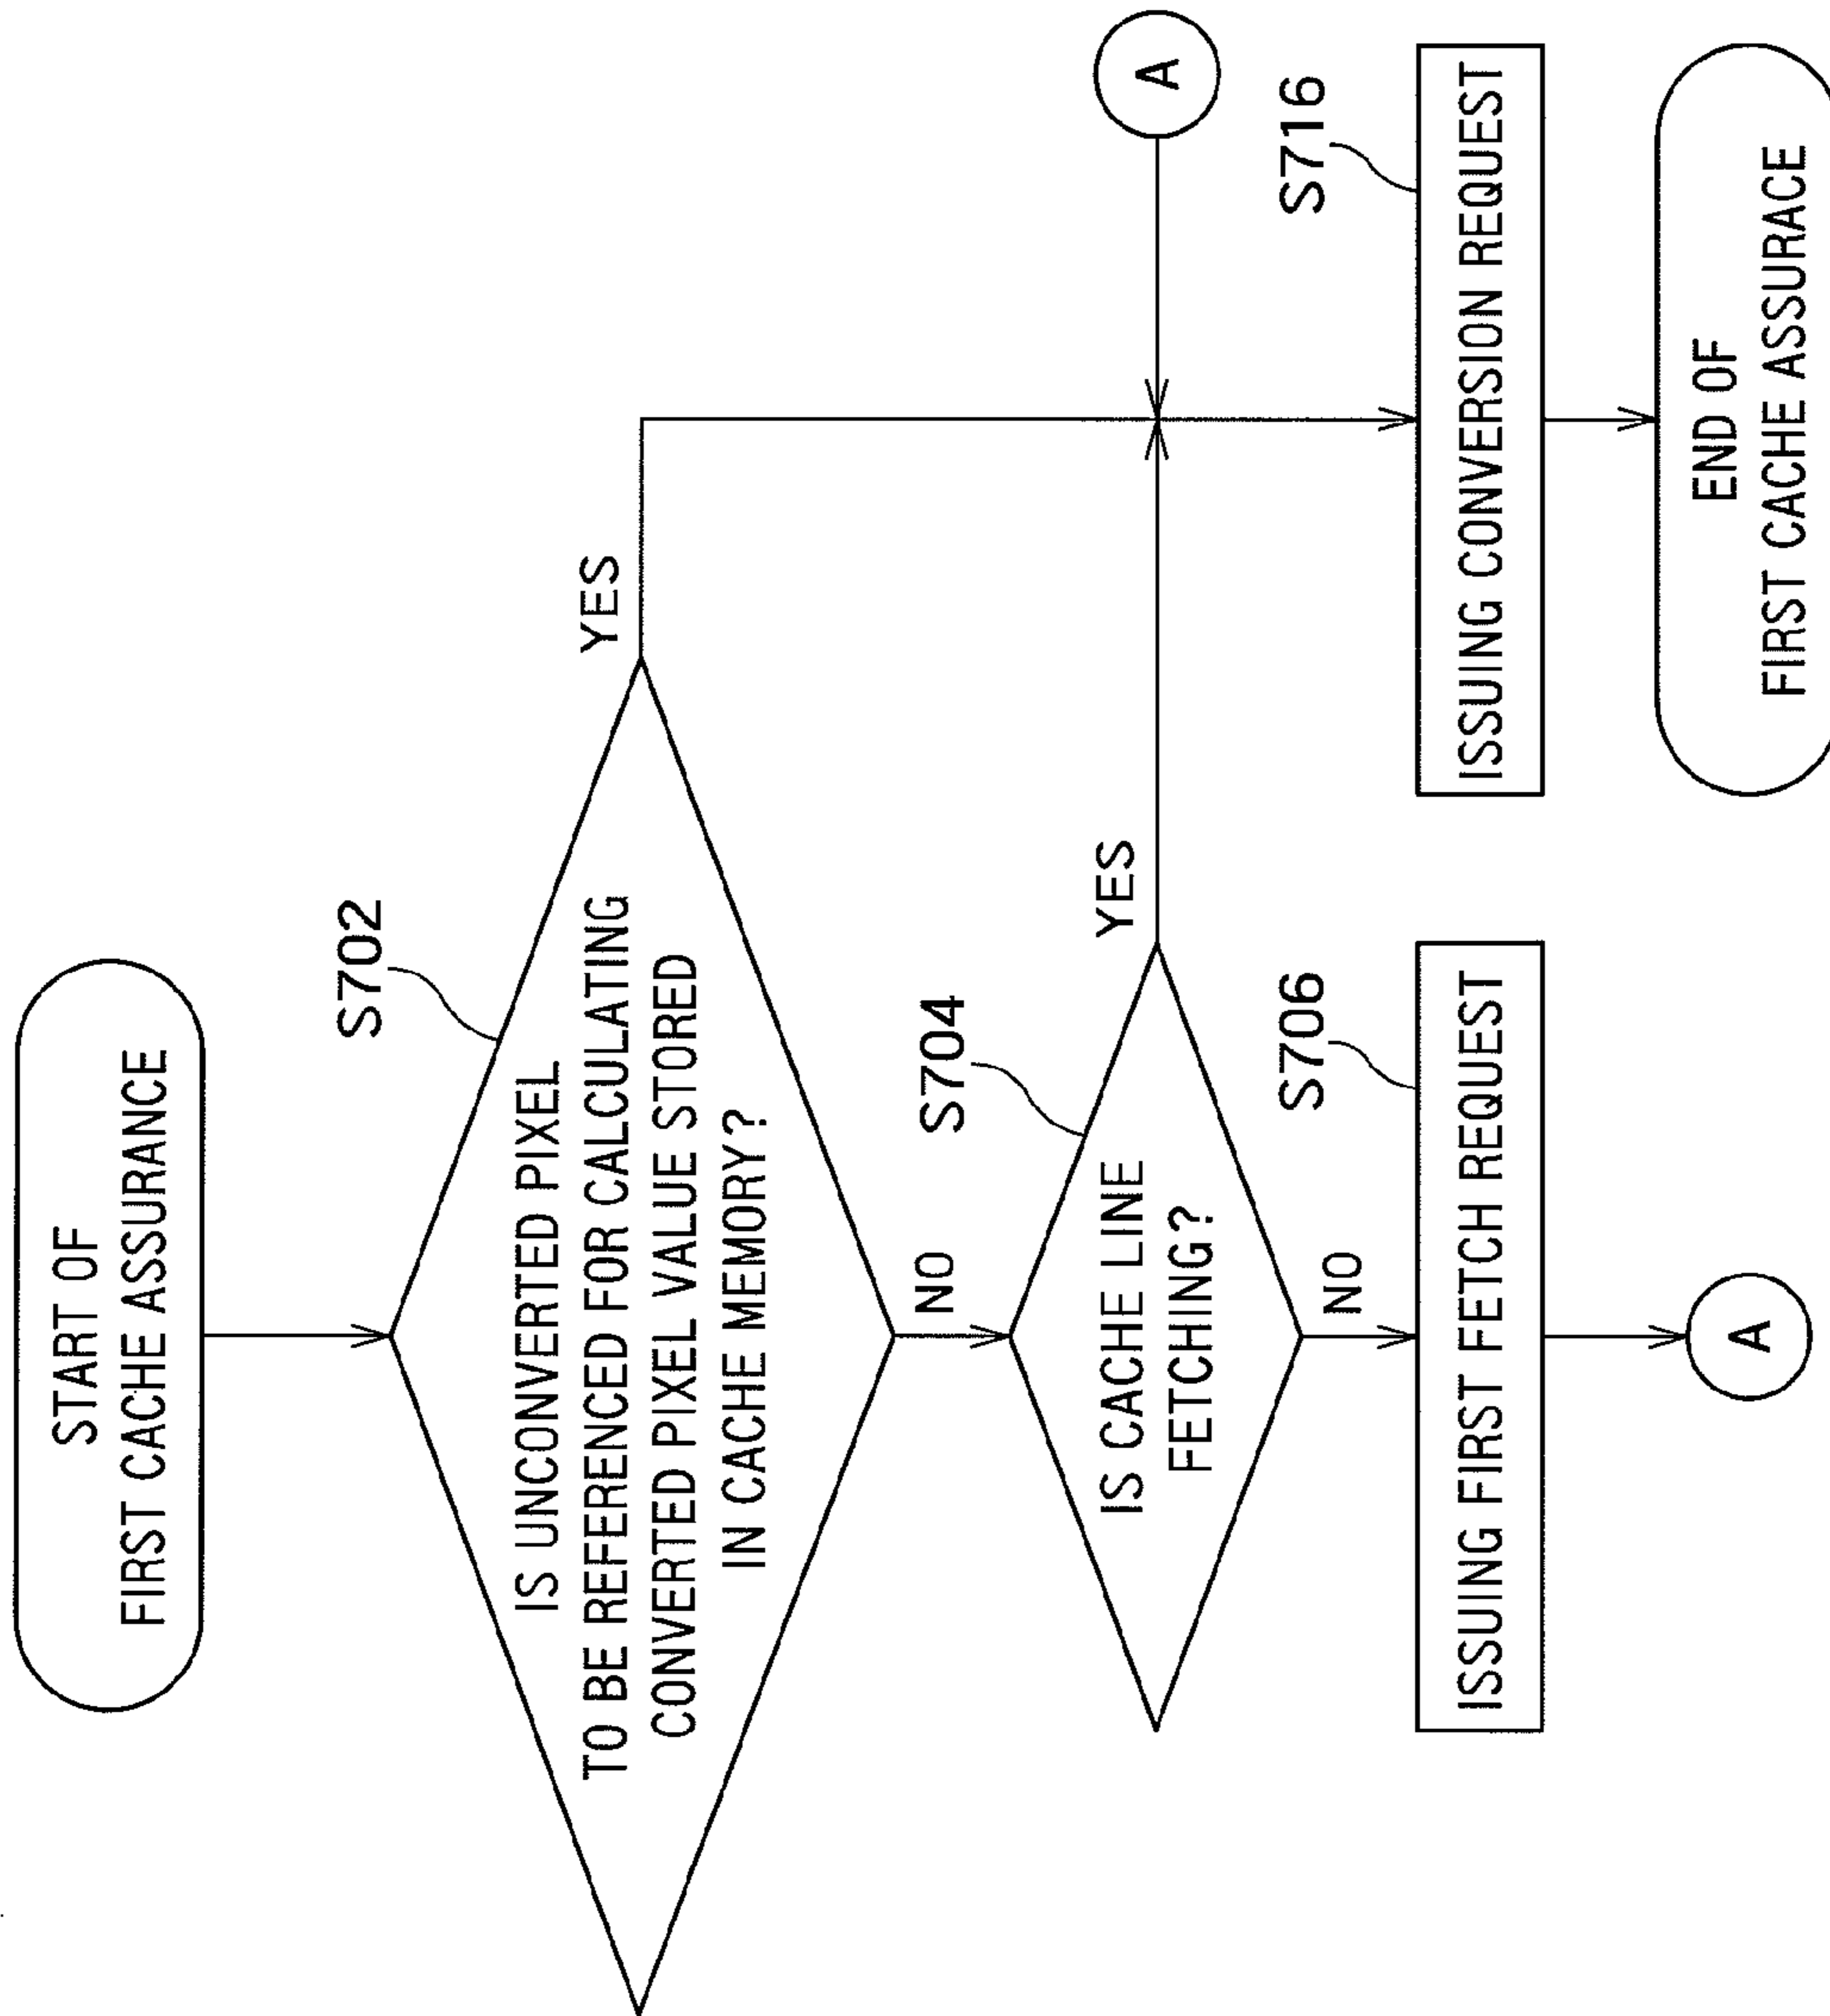 START OF
FIRST CACHE ASSURANCE
S702
IS UNCONVERTED PIXEL
TO BE REFERENCED FOR CALCULATING
CONVERTED PIXEL VALUE STORED
IN CACHE MEMORY?
YES
NO
S704
IS CACHE LINE
FETCHING?
YES
NO
S706
ISSUING FIRST FETCH REQUEST
A
A
S716
ISSUING CONVERSION REQUEST
END OF
FIRST CACHE ASSURACE